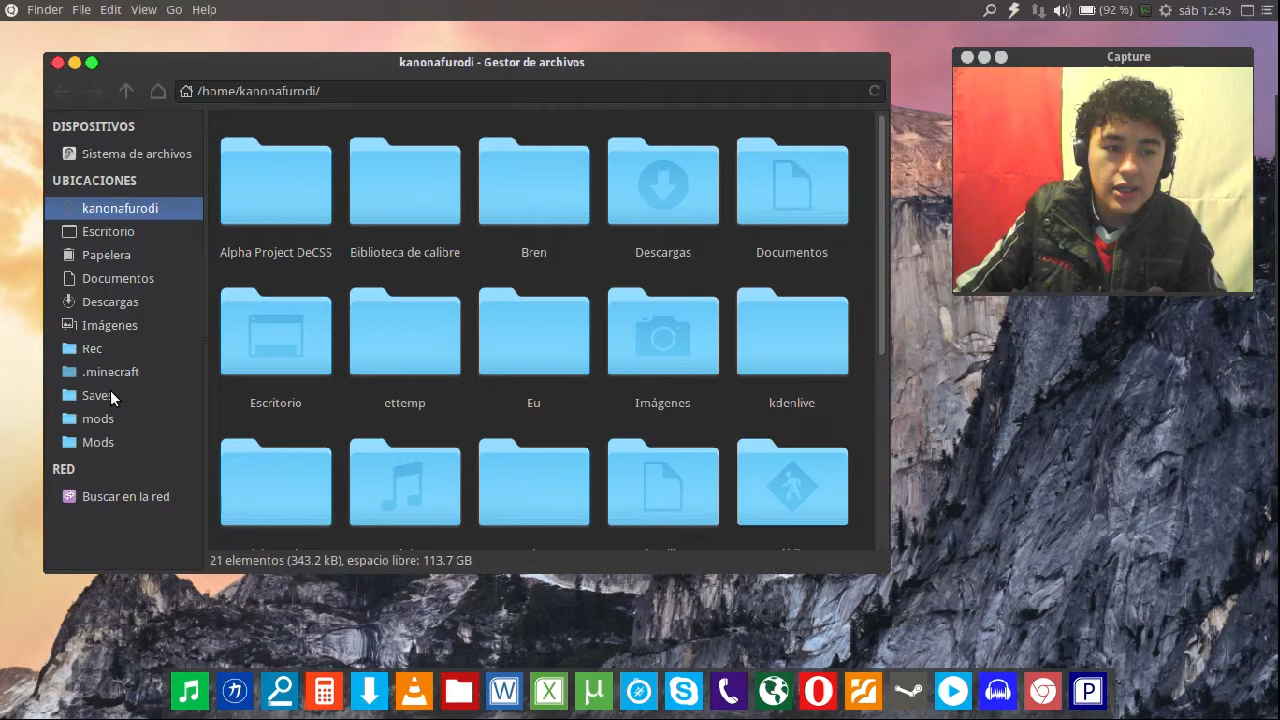 Finder File Edit View Go Help
(92 %) sáb 12:45
kanonafurodi - Gestor de archivos
/home/kanonafurodi/
Capture
DISPOSITIVOS
Sistema de archivos
UBICACIONES
kanonafurodi
Escritorio
Papelera
Documentos
Descargas
Imágenes
Rec
.minecraft
mods
Mods
RED
Buscar en la red
Alpha Project DeCSS Biblioteca de calibre Bren Descargas Documentos
Escritorio ettemp Eu Imágenes kdenlive
21 elementos (343.2 kB), espacio libre: 113.7 GB
W X µ S P